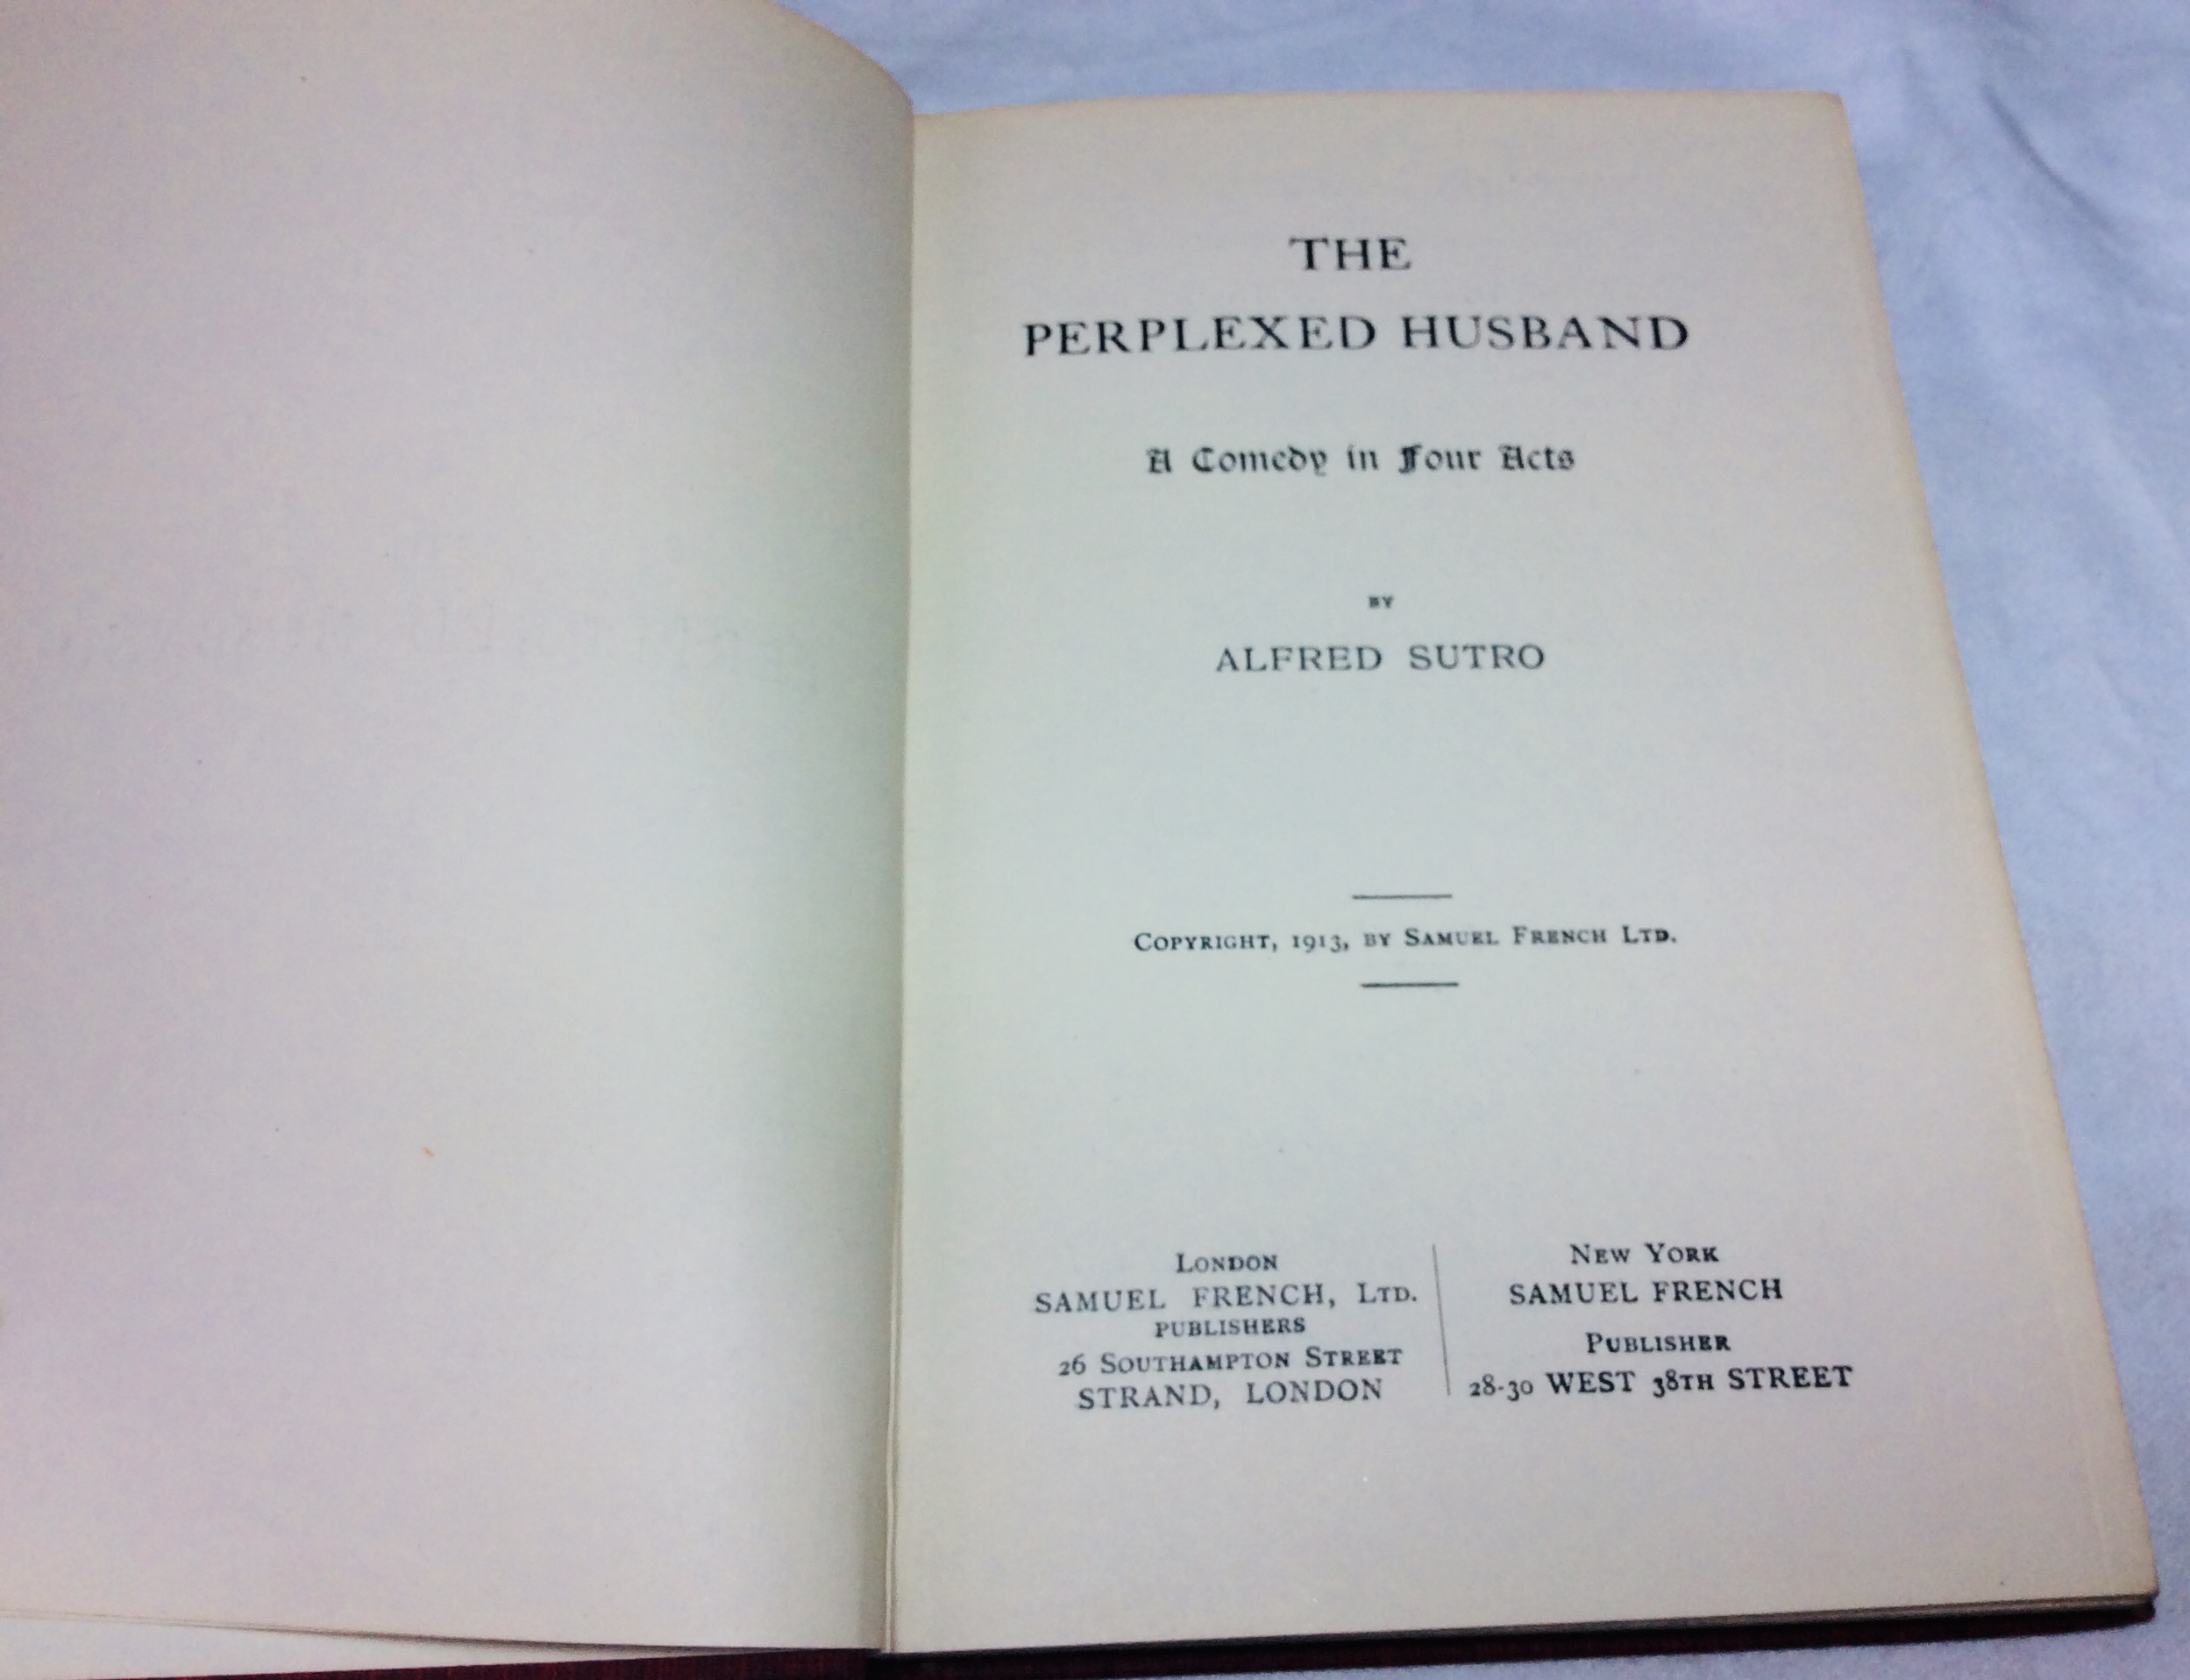 THE
PERPLEXED HUSBAND
A Comedy in Four Acts
BY
ALFRED SUTRO
COPYRIGHT, 1913, BY SAMUEL FRENCH LTD.
LONDON
SAMUEL FRENCH, LTD.
PUBLISHERS
26 SOUTHAMPTON STREET
STRAND, LONDON
NEW YORK
SAMUEL FRENCH
PUBLISHER
28-30 WEST 38TH STREET